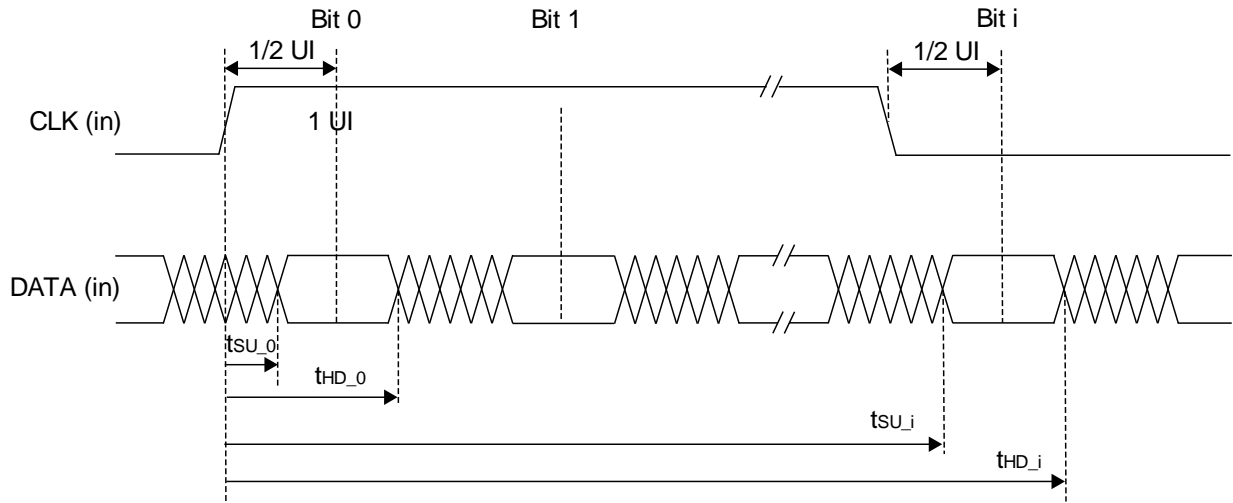 Bit 0 Bit 1 Bit i
1/2 UI 1/2 UI
CLK (in) 1 UI
DATA (in)
tSU_0
tHD_0
tSU_i
tHD_i